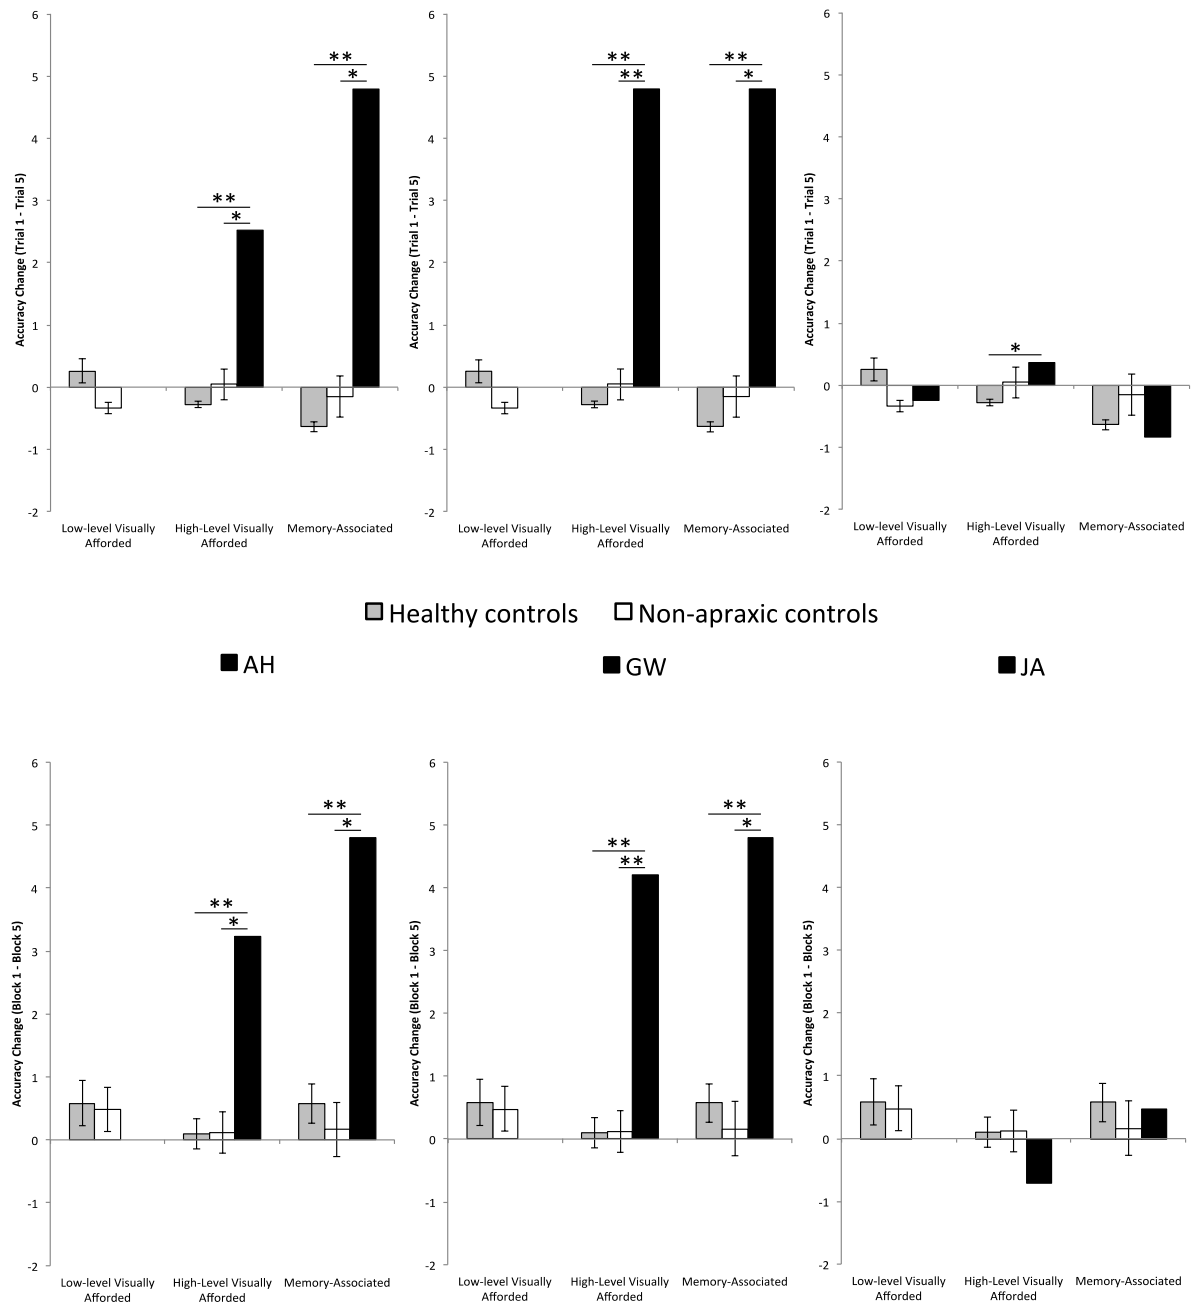 Accuracy Change (Trial 1 - Trial 5)
6
5
4
3
2
1
0
-1
-2
**
*
**
*
Low-level Visually
Afforded
High-Level Visually
Afforded
Memory-Associated
Accuracy Change (Trial 1 - Trial 5)
6
5
4
3
2
1
0
-1
-2
**
**
**
*
Low-level Visually
Afforded
High-Level Visually
Afforded
Memory-Associated
Accuracy Change (Trial 1 - Trial 5)
6
5
4
3
2
1
0
-1
-2
*
Low-level Visually
Afforded
High-Level Visually
Afforded
Memory-Associated
Healthy controls Non-apraxic controls
AH GW JA
Accuracy Change (Block 1 - Block 5)
6
5
4
3
2
1
0
-1
-2
**
*
**
*
Low-level Visually
Afforded
High-Level Visually
Afforded
Memory-Associated
Accuracy Change (Block 1 - Block 5)
6
5
4
3
2
1
0
-1
-2
**
**
**
*
Low-level Visually
Afforded
High-Level Visually
Afforded
Memory-Associated
Accuracy Change (Block 1 - Block 5)
6
5
4
3
2
1
0
-1
-2
Low-level Visually
Afforded
High-Level Visually
Afforded
Memory-Associated